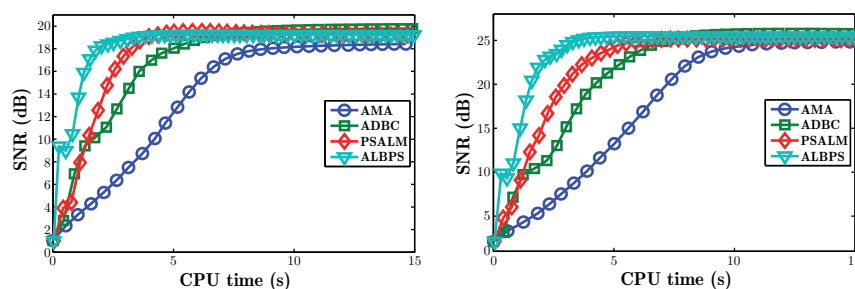 20
18
16
14
12
10
8
6
4
2
0
SNR (dB)
0
5
10
15
CPU time (s)
AMA
ADBC
PSALM
ALBPS
25
20
15
10
5
0
SNR (dB)
0
5
10
15
CPU time (s)
AMA
ADBC
PSALM
ALBPS